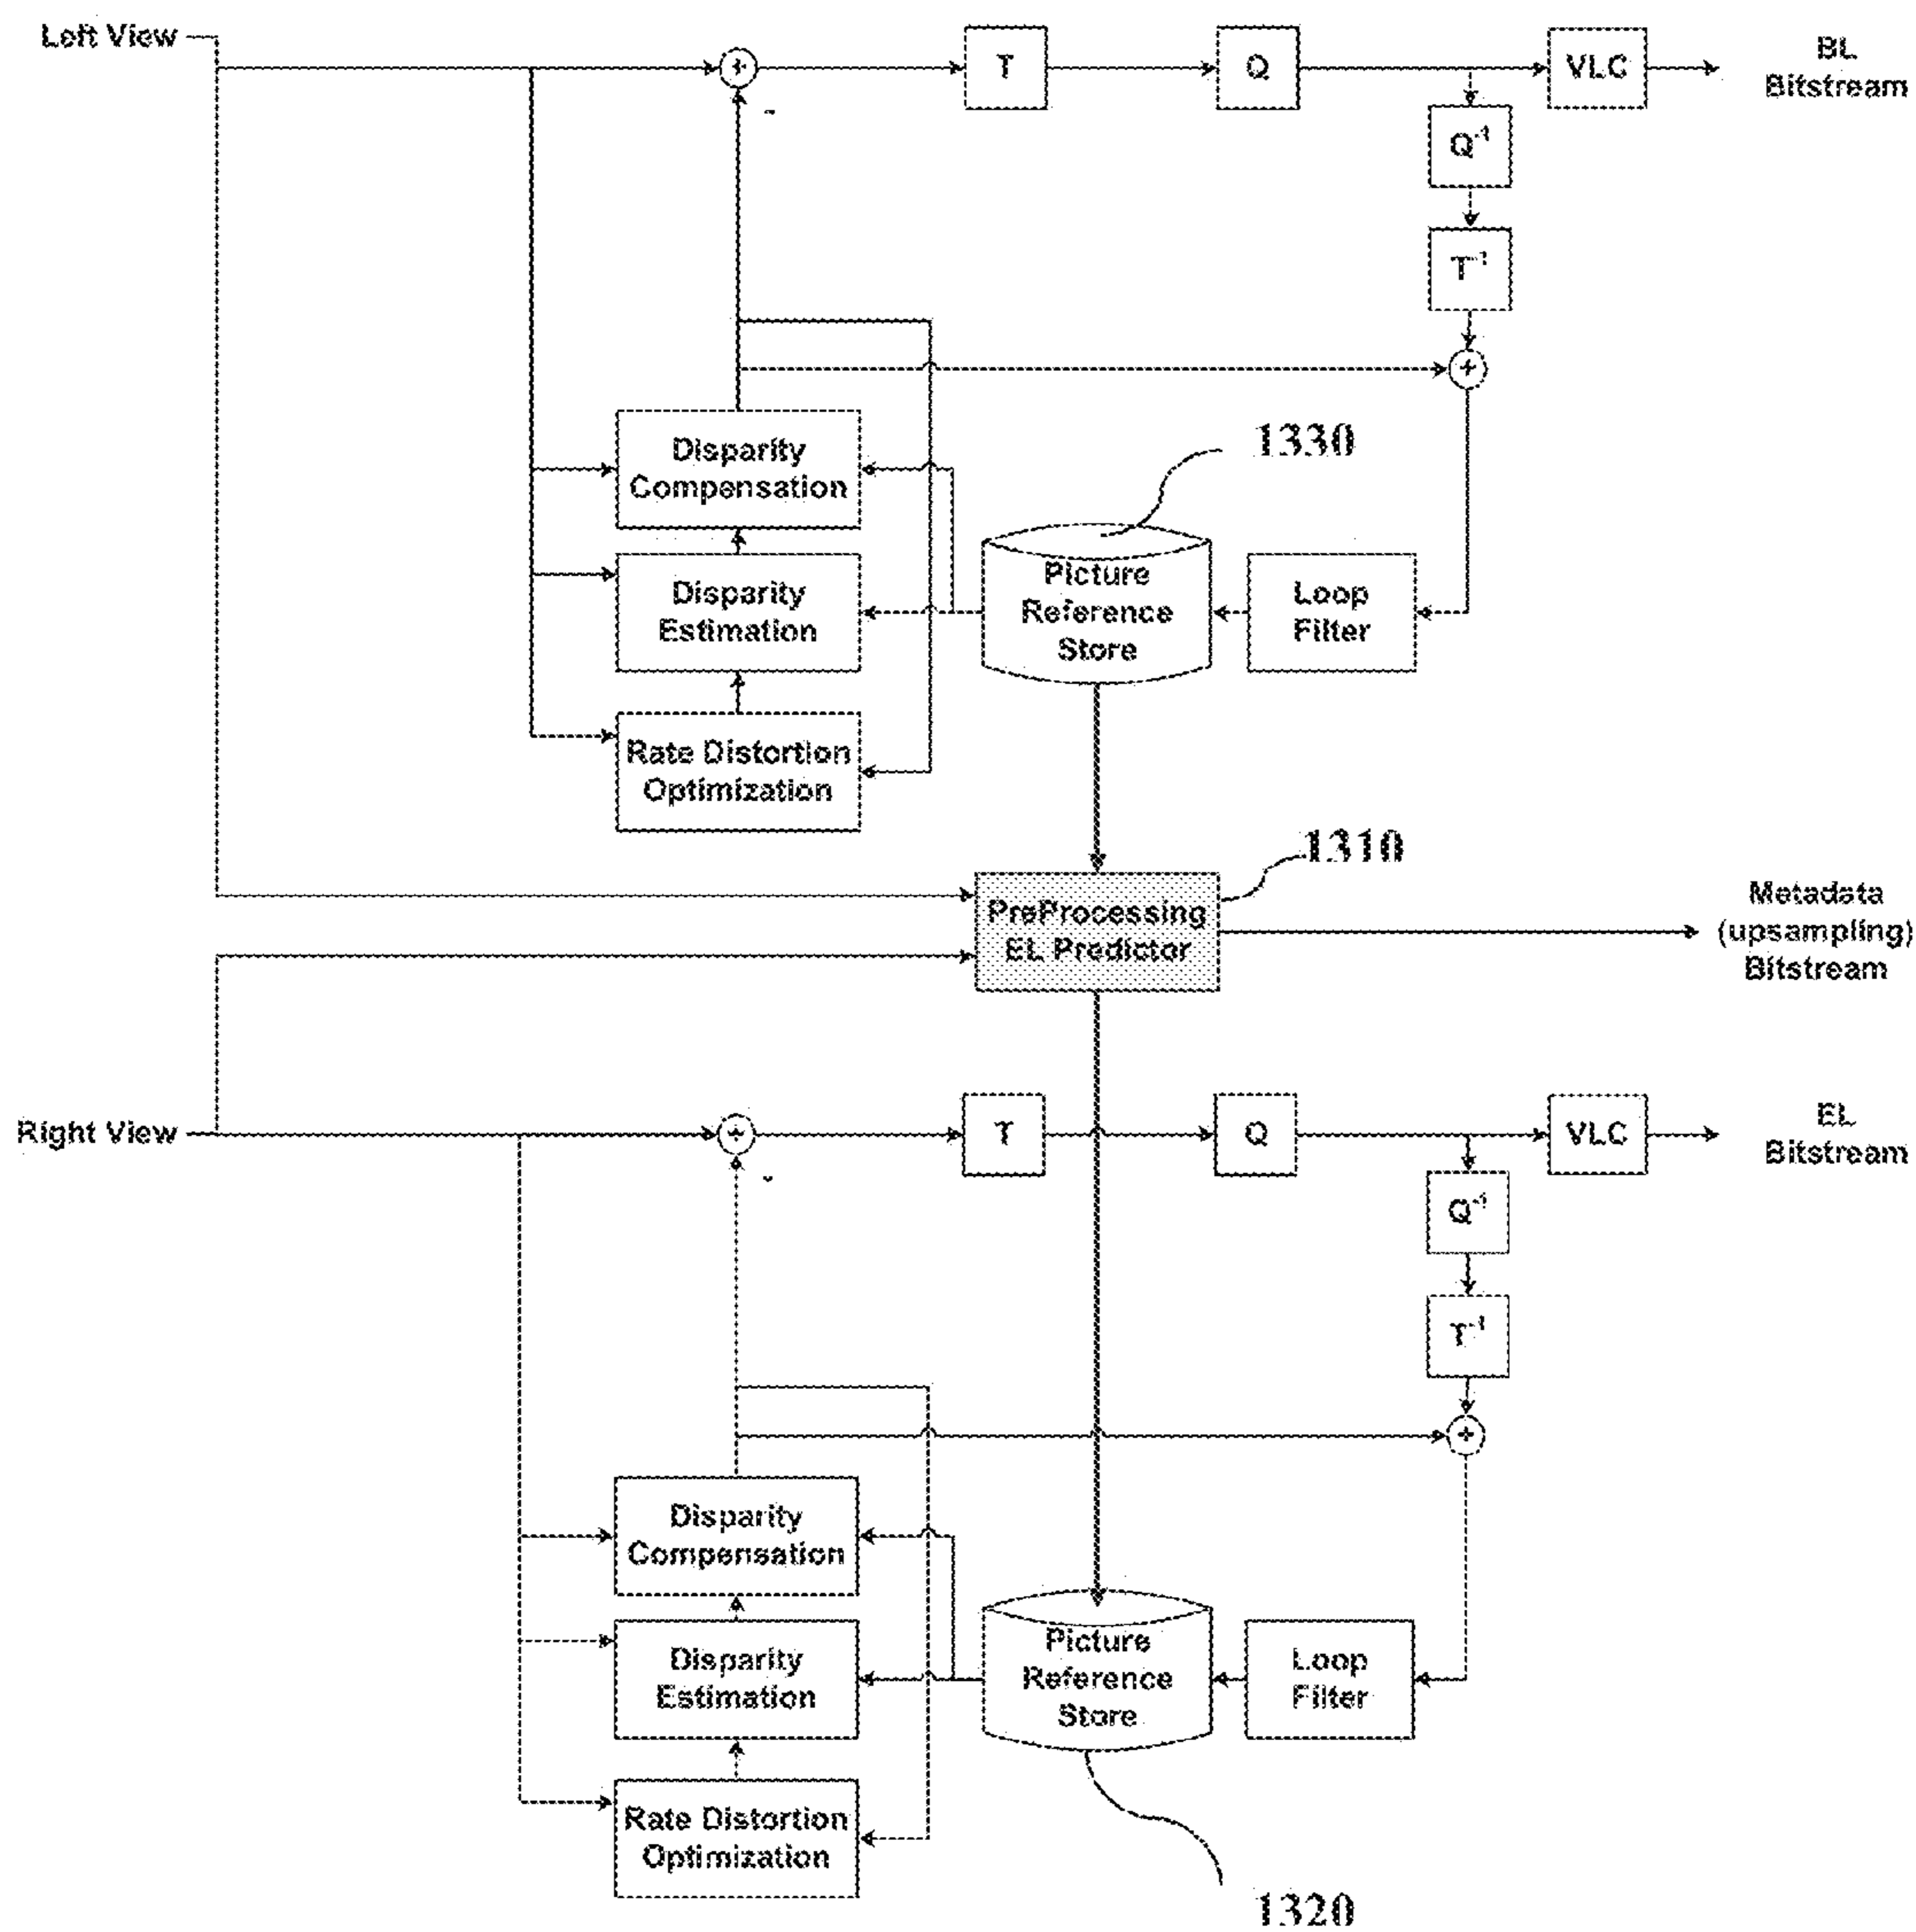 Left View
+
T
Q
VLC
BL
Bitstream
-
Q-1
T-1
+
Disparity
Compensation
1330
Disparity
Estimation
Picture
Reference
Store
Loop
Filter
Rate Distortion
Optimization
1310
PreProcessing
EL Predictor
Metadata
(upsampling)
Bitstream
Right View
+
T
Q
VLC
EL
Bitstream
-
Q-1
T-1
+
Disparity
Compensation
Disparity
Estimation
Picture
Reference
Store
Loop
Filter
Rate Distortion
Optimization
1320